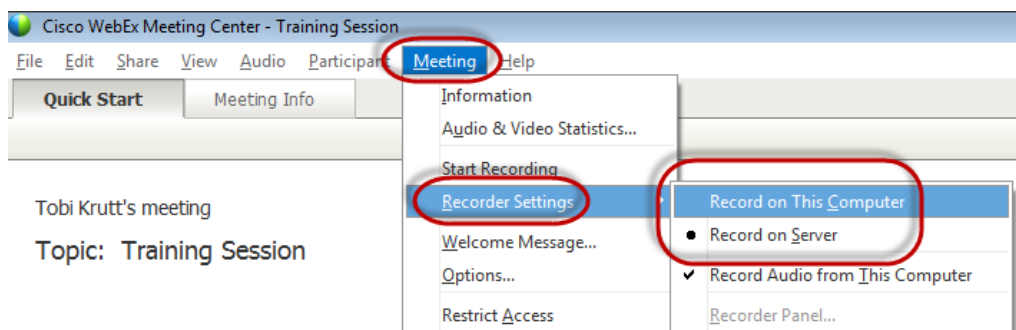 Cisco WebEx Meeting Center - Training Session
File Edit Share View Audio Participant Meeting Help
Quick Start Meeting Info
Information
Audio & Video Statistics...
Start Recording
Recorder Settings
Record on This Computer
Record on Server
Record Audio from This Computer
Recorder Panel...
Welcome Message...
Options...
Restrict Access
Tobi Krutt's meeting
Topic: Training Session